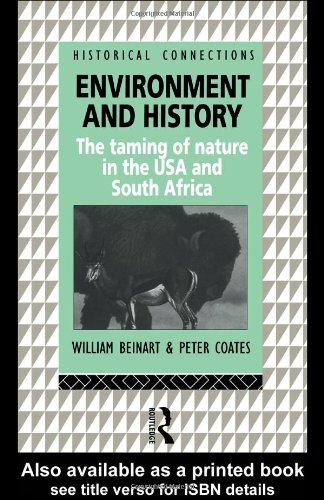 HISTORICAL CONNECTIONS
ENVIRONMENT
AND HISTORY
The taming of nature
in the USA and
South Africa
WILLIAM BEINART & PETER COATES
ROUTLEDGE
Also available as a printed book
see title verso for ISBN details